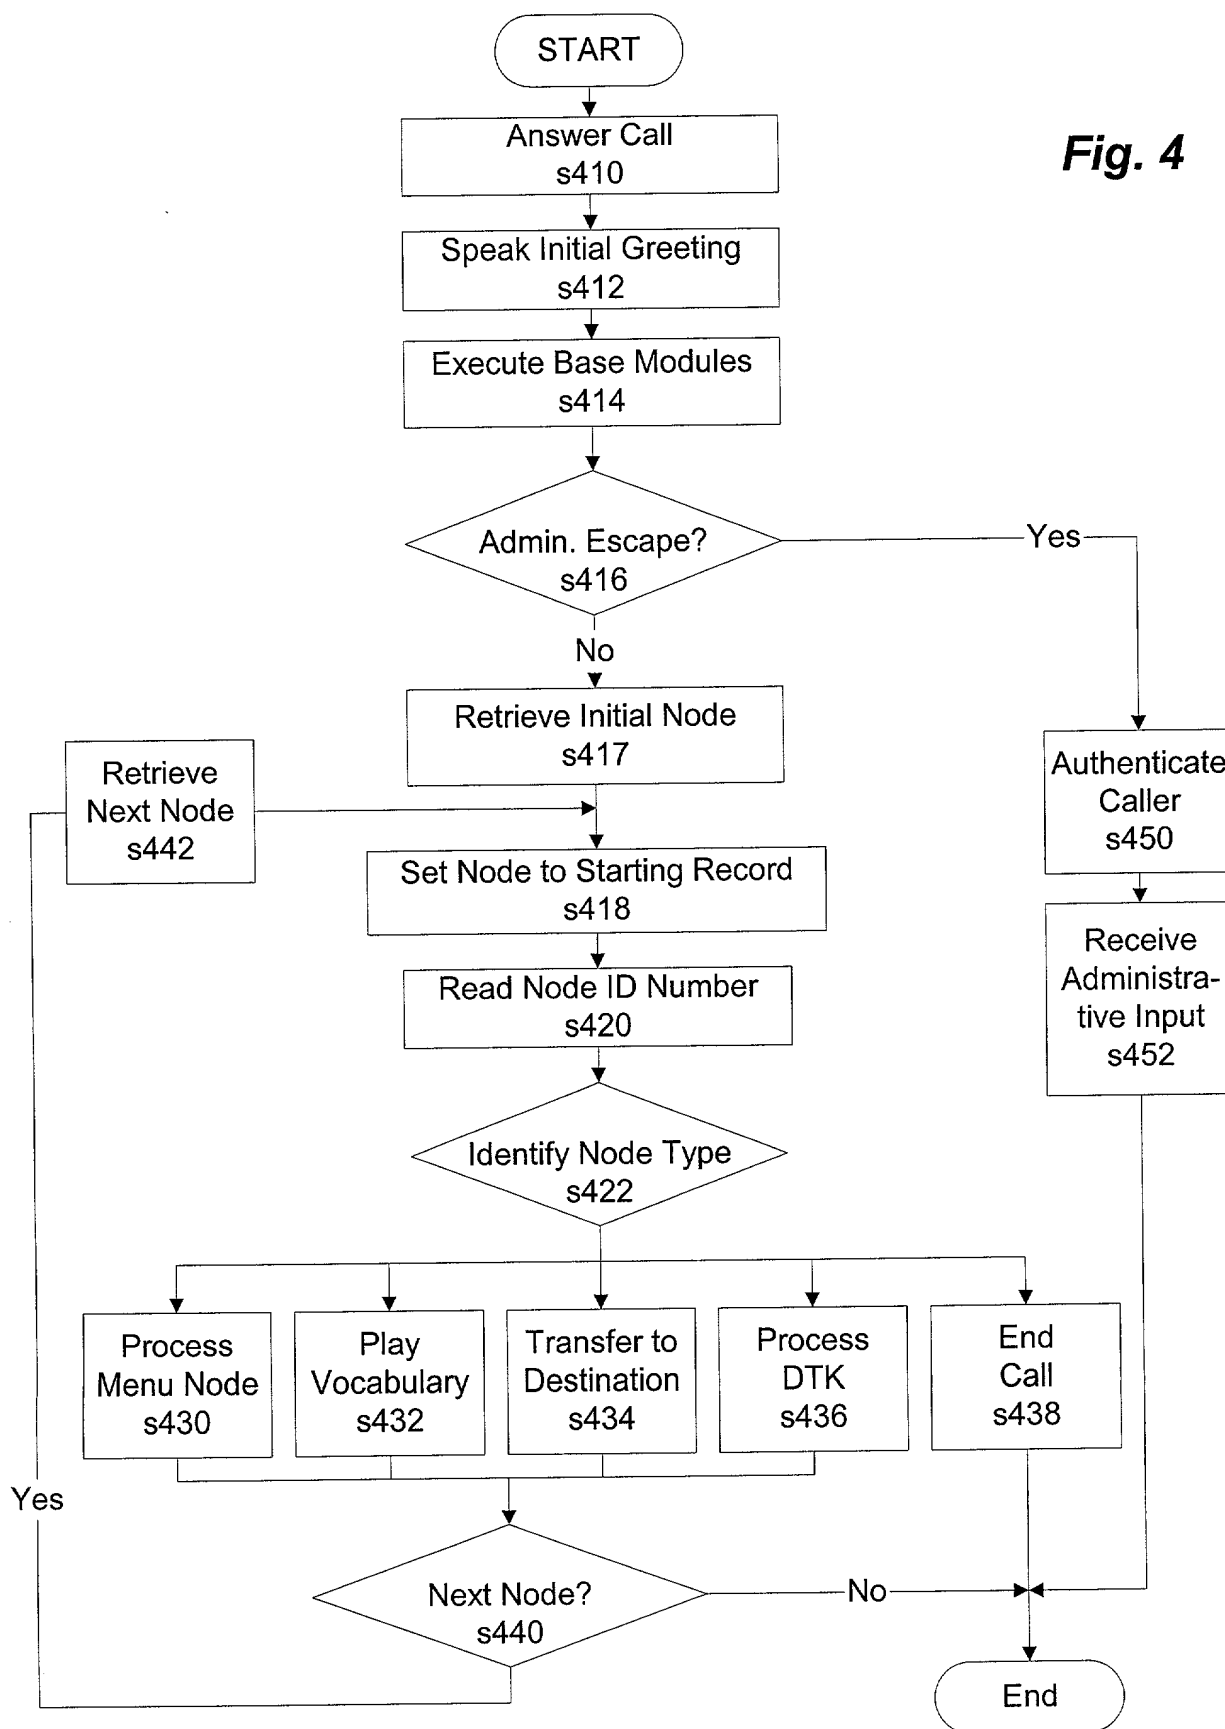 START
Fig. 4
Answer Call
s410
Speak Initial Greeting
s412
Execute Base Modules
s414
Admin. Escape?
s416
Yes
No
Retrieve Initial Node
s417
Retrieve
Next Node
s442
Authenticate
Caller
s450
Set Node to Starting Record
s418
Receive
Administra-
tive Input
s452
Read Node ID Number
s420
Identify Node Type
s422
Process
Menu Node
s430
Play
Vocabulary
s432
Transfer to
Destination
s434
Process
DTK
s436
End
Call
s438
Yes
Next Node?
s440
No
End